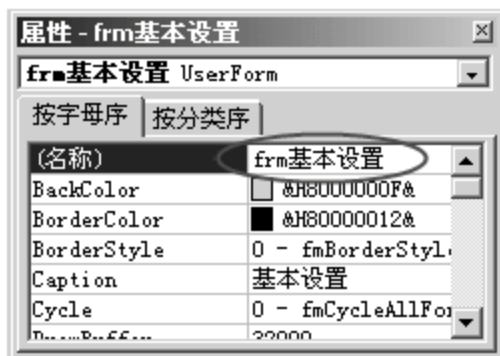 属性 - frm基本设置
frm基本设置 UserForm
按字母序 按分类序
(名称) frm基本设置
BackColor &H8000000F&
BorderColor &H80000012&
BorderStyle 0 - fmBorderStyl
Caption 基本设置
Cycle 0 - fmCycleAllFor
32000